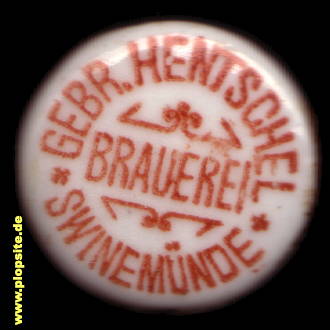 GEBR. HENTSCHEL
BRAUEREI
* SWINEMÜNDE *
www.plopsite.de